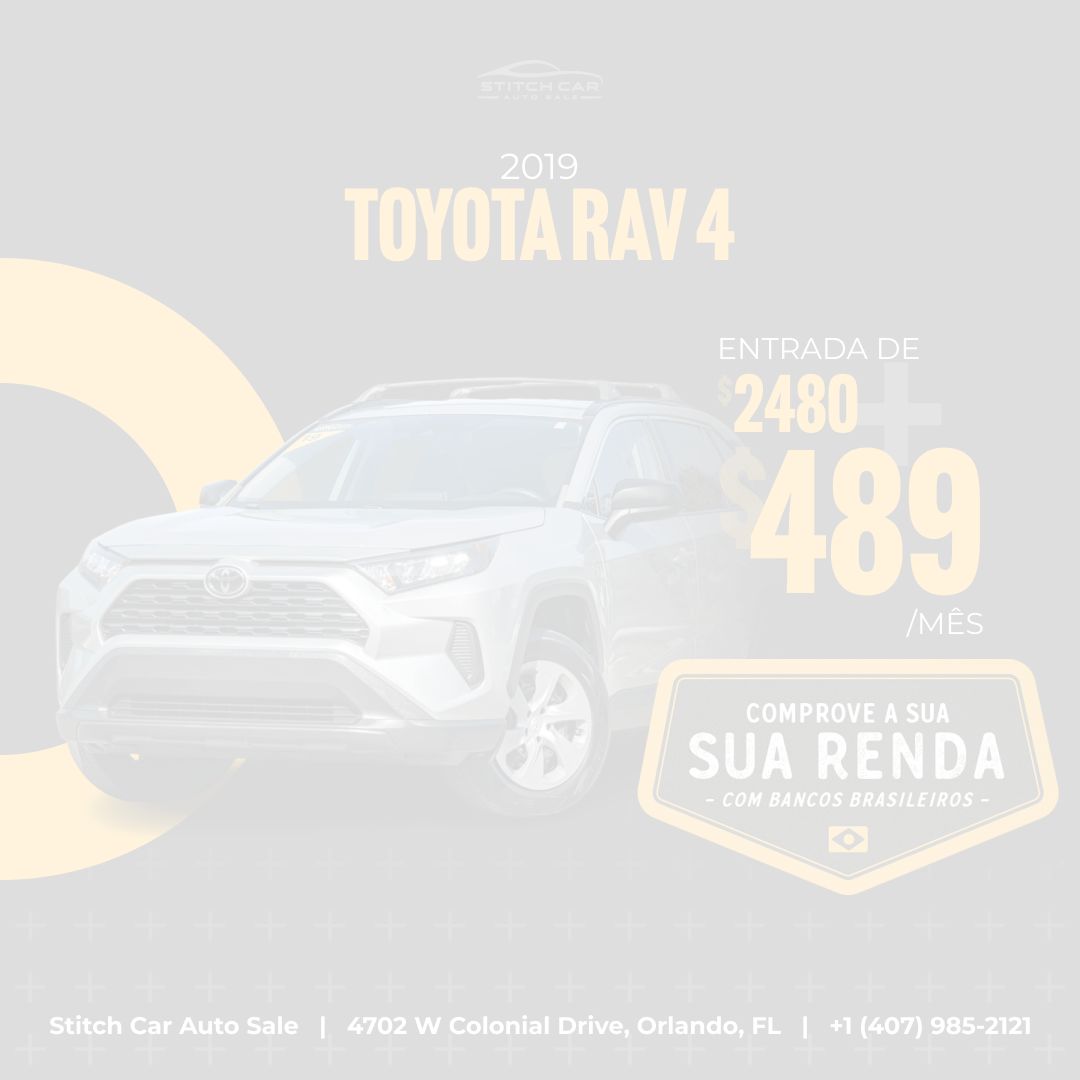 STITCH CAR
AUTO SALE
2019
TOYOTA RAV 4
ENTRADA DE
$2480
+
$489
/MÊS
COMPROVE A SUA
SUA RENDA
- COM BANCOS BRASILEIROS -
Stitch Car Auto Sale | 4702 W Colonial Drive, Orlando, FL | +1 (407) 985-2121